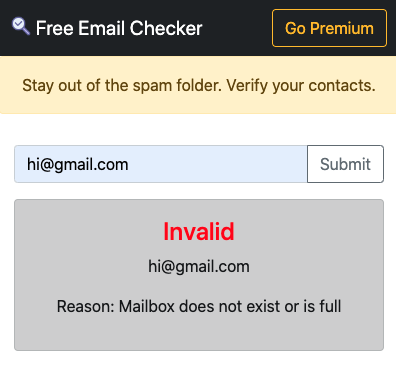 Free Email Checker
Go Premium
Stay out of the spam folder. Verify your contacts.
hi@gmail.com
Submit
Invalid
hi@gmail.com
Reason: Mailbox does not exist or is full